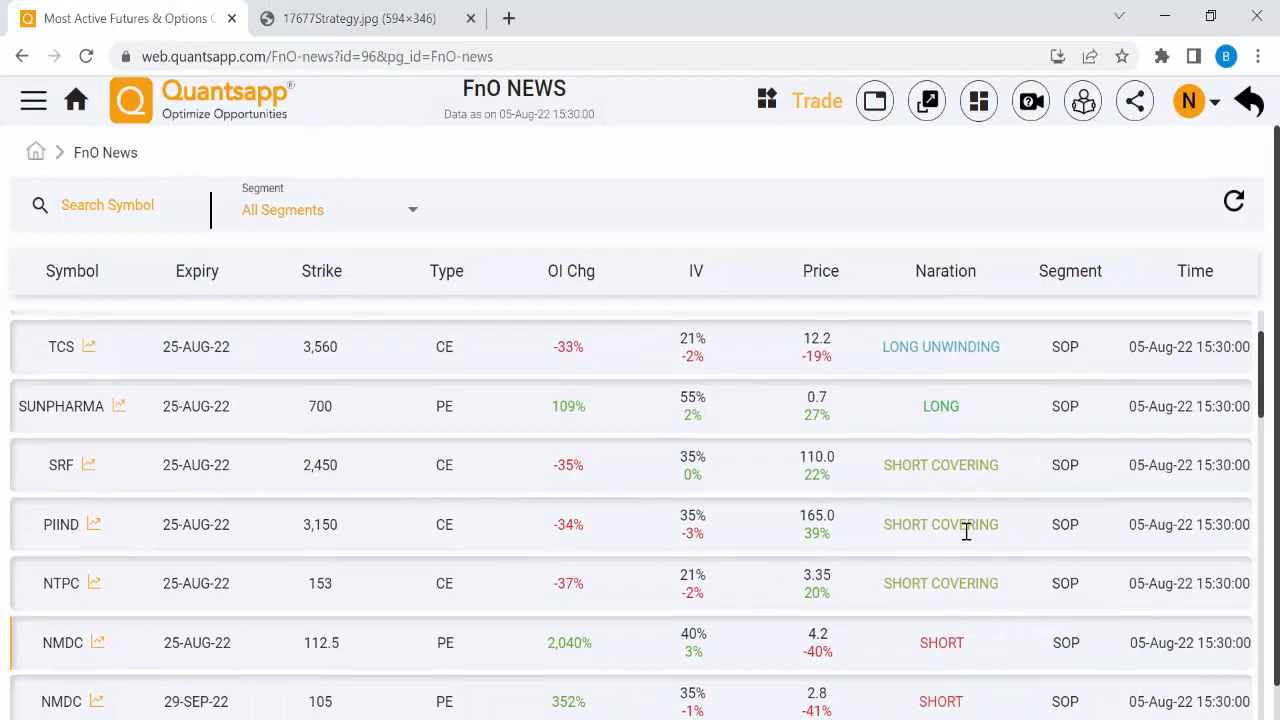 Most Active Futures & Options C
17677Strategy.jpg (594×446)
web.quantsapp.com/FnO-news?id=96&pg_id=FnO-news
B
Quantsapp®
Optimize Opportunities
FnO NEWS
Data as on 05-Aug-22 15:30:00
Trade
N
FnO News
Search Symbol
Segment
All Segments
Symbol Expiry Strike Type OI Chg IV Price Naration Segment Time
TCS 25-AUG-22 3,560 CE -33% 21% -2% 12.2 -19% LONG UNWINDING SOP 05-Aug-22 15:30:00
SUNPHARMA 25-AUG-22 700 PE 109% 55% 2% 0.7 27% LONG SOP 05-Aug-22 15:30:00
SRF 25-AUG-22 2,450 CE -35% 35% 0% 110.0 22% SHORT COVERING SOP 05-Aug-22 15:30:00
PIIND 25-AUG-22 3,150 CE -34% 35% -3% 165.0 39% SHORT COVERING SOP 05-Aug-22 15:30:00
NTPC 25-AUG-22 153 CE -37% 21% -2% 3.35 20% SHORT COVERING SOP 05-Aug-22 15:30:00
NMDC 25-AUG-22 112.5 PE 2,040% 40% 3% 4.2 -40% SHORT SOP 05-Aug-22 15:30:00
NMDC 29-SEP-22 105 PE 352% 35% -1% 2.8 -41% SHORT SOP 05-Aug-22 15:30:00